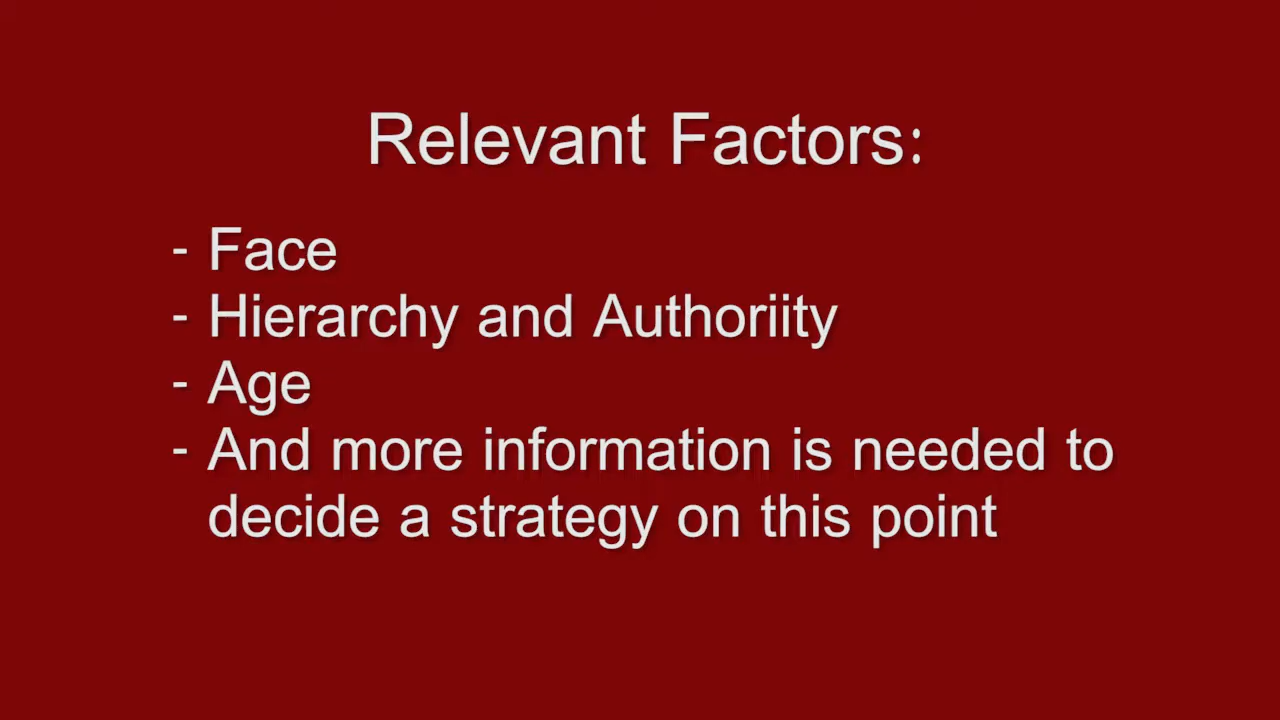 Relevant Factors:
- Face
- Hierarchy and Authoriity
- Age
- And more information is needed to
decide a strategy on this point